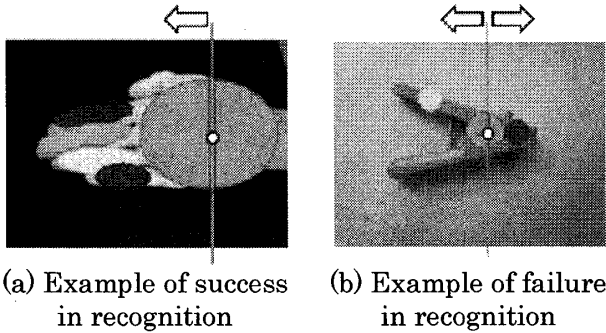 (a) Example of success
in recognition
(b) Example of failure
in recognition